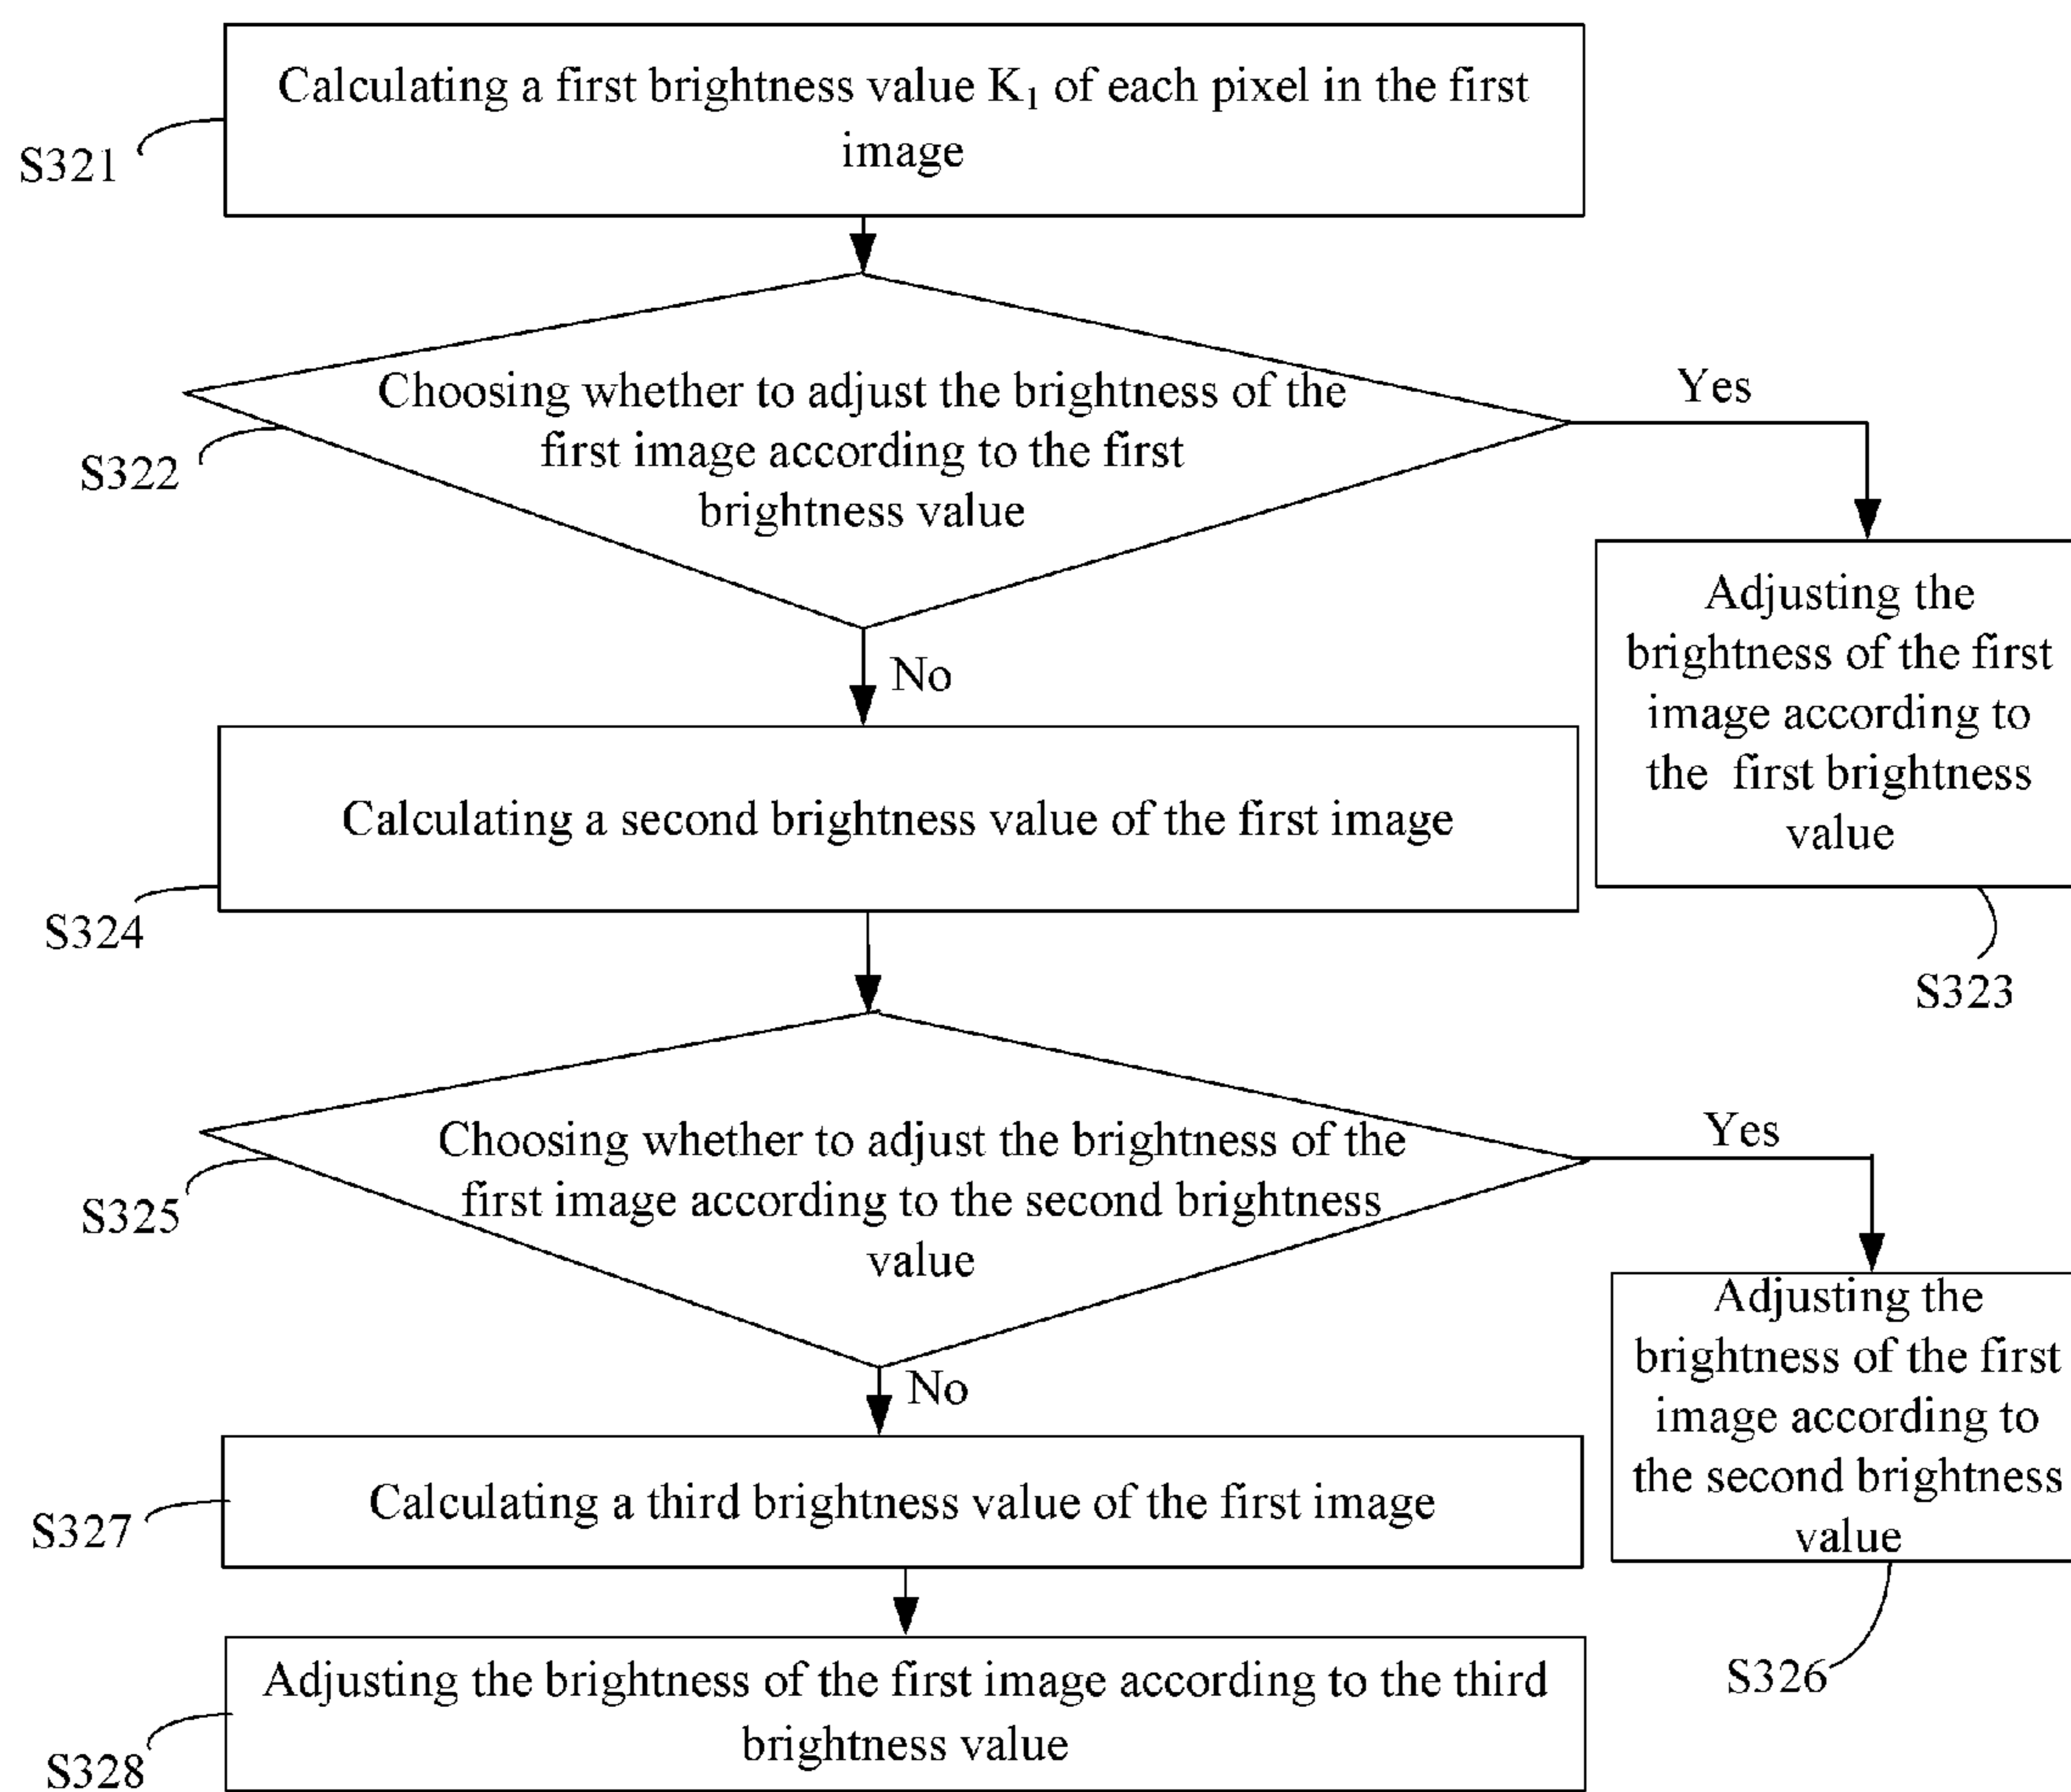 Calculating a first brightness value K₁ of each pixel in the first
image
S321
Choosing whether to adjust the brightness of the
first image according to the first
brightness value
S322
Yes
Adjusting the
brightness of the first
image according to
the first brightness
value
S323
No
Calculating a second brightness value of the first image
S324
Choosing whether to adjust the brightness of the
first image according to the second brightness
value
S325
Yes
Adjusting the
brightness of the first
image according to
the second brightness
value
S326
No
Calculating a third brightness value of the first image
S327
Adjusting the brightness of the first image according to the third
brightness value
S328